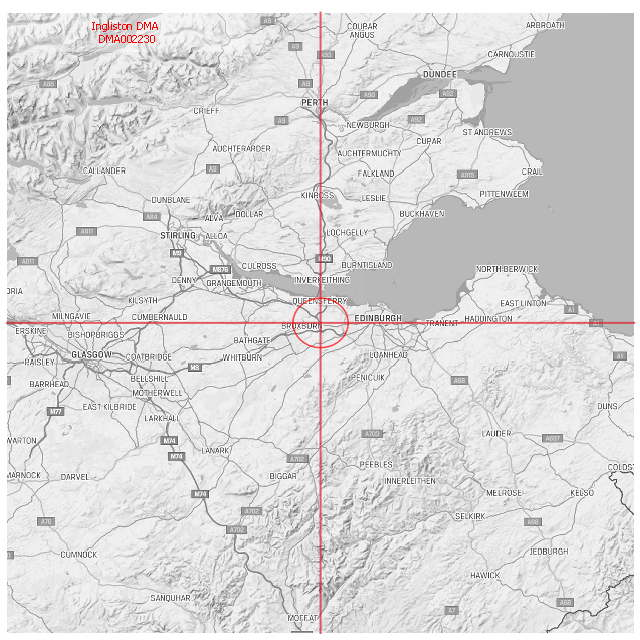 Ingliston DMA
DMA002230
ARBROATH
A9
COUPAR
ANGUS
A9
A93
CARNOUSTIE
DUNDEE
A85
A9
A90
A92
PERTH
CRIEFF
A9
NEWBURGH
A92
ST ANDREWS
CUPAR
AUCHTERARDER
AUCHTERMUCHTY
CALLANDER
A9
FALKLAND
A915
CRAIL
DUNBLANE
KINROSS
LESLIE
PITTENWEEM
A84
ALVA
DOLLAR
BUCKHAVEN
A811
STIRLING
ALLOA
LOCHGELLY
M9
A811
M90
M876
CULROSS
BURNTISLAND
NORTH BERWICK
DENNY
GRANGEMOUTH
INVERKEITHING
ORIA
KILSYTH
QUEENSFERRY
EAST LINTON
A1
MILNGAVIE
CUMBERNAULD
EDINBURGH
HADDINGTON
TRANENT
ERSKINE
BISHOPBRIGGS
BROXBURN
BATHGATE
GLASGOW
COATBRIDGE
WHITBURN
LOANHEAD
A1
PAISLEY
M8
BARRHEAD
BELLSHILL
PENICUIK
A68
MOTHERWELL
M77
EAST KILBRIDE
LARKHALL
DUNS
WARTON
M74
A703
LAUDER
A697
LANARK
M74
A702
PEEBLES
COLDST
MARNOCK
DARVEL
BIGGAR
INNERLEITHEN
M74
MELROSE
KELSO
A702
A76
SELKIRK
A68
A702
CUMNOCK
JEDBURGH
HAWICK
SANQUHAR
A68
A7
MOFFAT